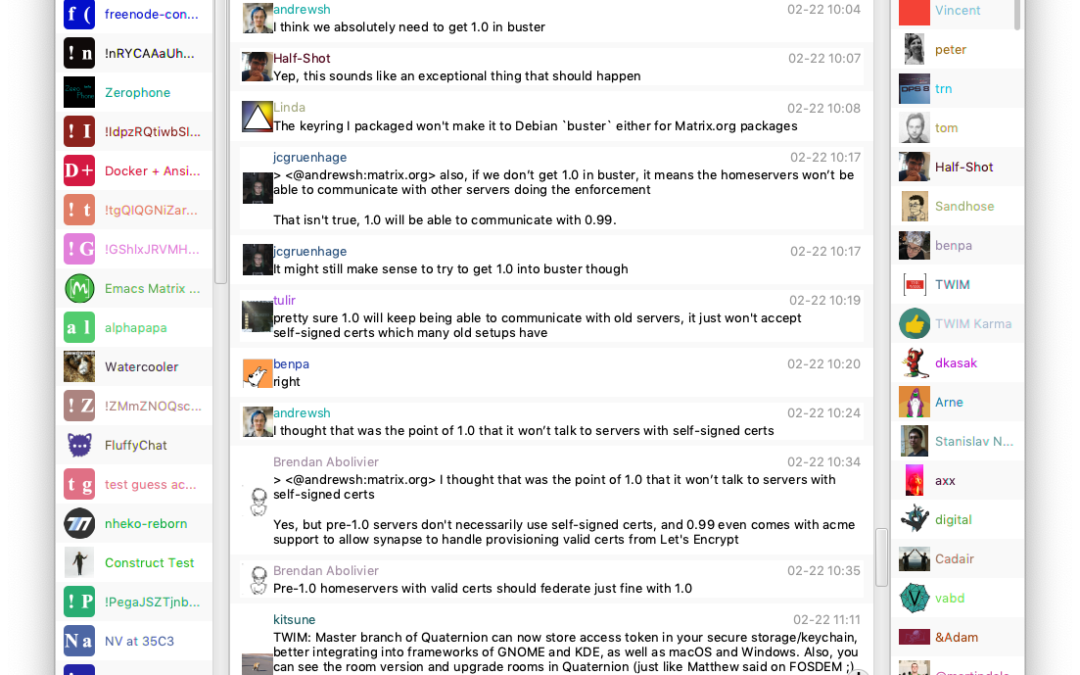 f (
freenode-con...
! n
!nRYCAAaUh...
Zerophone
! I
!IdpzRQtiwbSI...
D+
Docker + Ansi...
! t
!tgQIQGNiZar...
! G
!GShlxJRVMH...
Emacs Matrix ...
a l
alphapapa
Watercooler
! Z
!ZMmZNOQsc...
FluffyChat
t g
test guess ac...
nheko-reborn
Construct Test
! P
!PegaJSZTjnb...
Na
NV at 35C3
andrewsh
02-22 10:04
I think we absolutely need to get 1.0 in buster
Half-Shot
02-22 10:07
Yep, this sounds like an exceptional thing that should happen
Linda
02-22 10:08
The keyring I packaged won't make it to Debian `buster` either for Matrix.org packages
jcgruenhage
02-22 10:17
> <@andrewsh:matrix.org> also, if we don't get 1.0 in buster, it means the homeservers won't be
able to communicate with other servers doing the enforcement
That isn't true, 1.0 will be able to communicate with 0.99.
jcgruenhage
02-22 10:17
It might still make sense to try to get 1.0 into buster though
tulir
02-22 10:19
pretty sure 1.0 will keep being able to communicate with old servers, it just won't accept
self-signed certs which many old setups have
benpa
02-22 10:20
right
andrewsh
02-22 10:24
I thought that was the point of 1.0 that it won't talk to servers with self-signed certs
Brendan Abolivier
02-22 10:34
> <@andrewsh:matrix.org> I thought that was the point of 1.0 that it won't talk to servers with
self-signed certs
Yes, but pre-1.0 servers don't necessarily use self-signed certs, and 0.99 even comes with acme
support to allow synapse to handle provisioning valid certs from Let's Encrypt
Brendan Abolivier
02-22 10:35
Pre-1.0 homeservers with valid certs should federate just fine with 1.0
kitsune
02-22 11:11
TWIM: Master branch of Quaternion can now store access token in your secure storage/keychain,
better integrating into frameworks of GNOME and KDE, as well as macOS and Windows. Also, you
can see the room version and upgrade rooms in Quaternion (just like Matthew said on FOSDEM ;)
Vincent
peter
trn
tom
Half-Shot
Sandhose
benpa
TWIM
TWIM Karma
dkasak
Arne
Stanislav N...
axx
digital
Cadair
vabd
&Adam